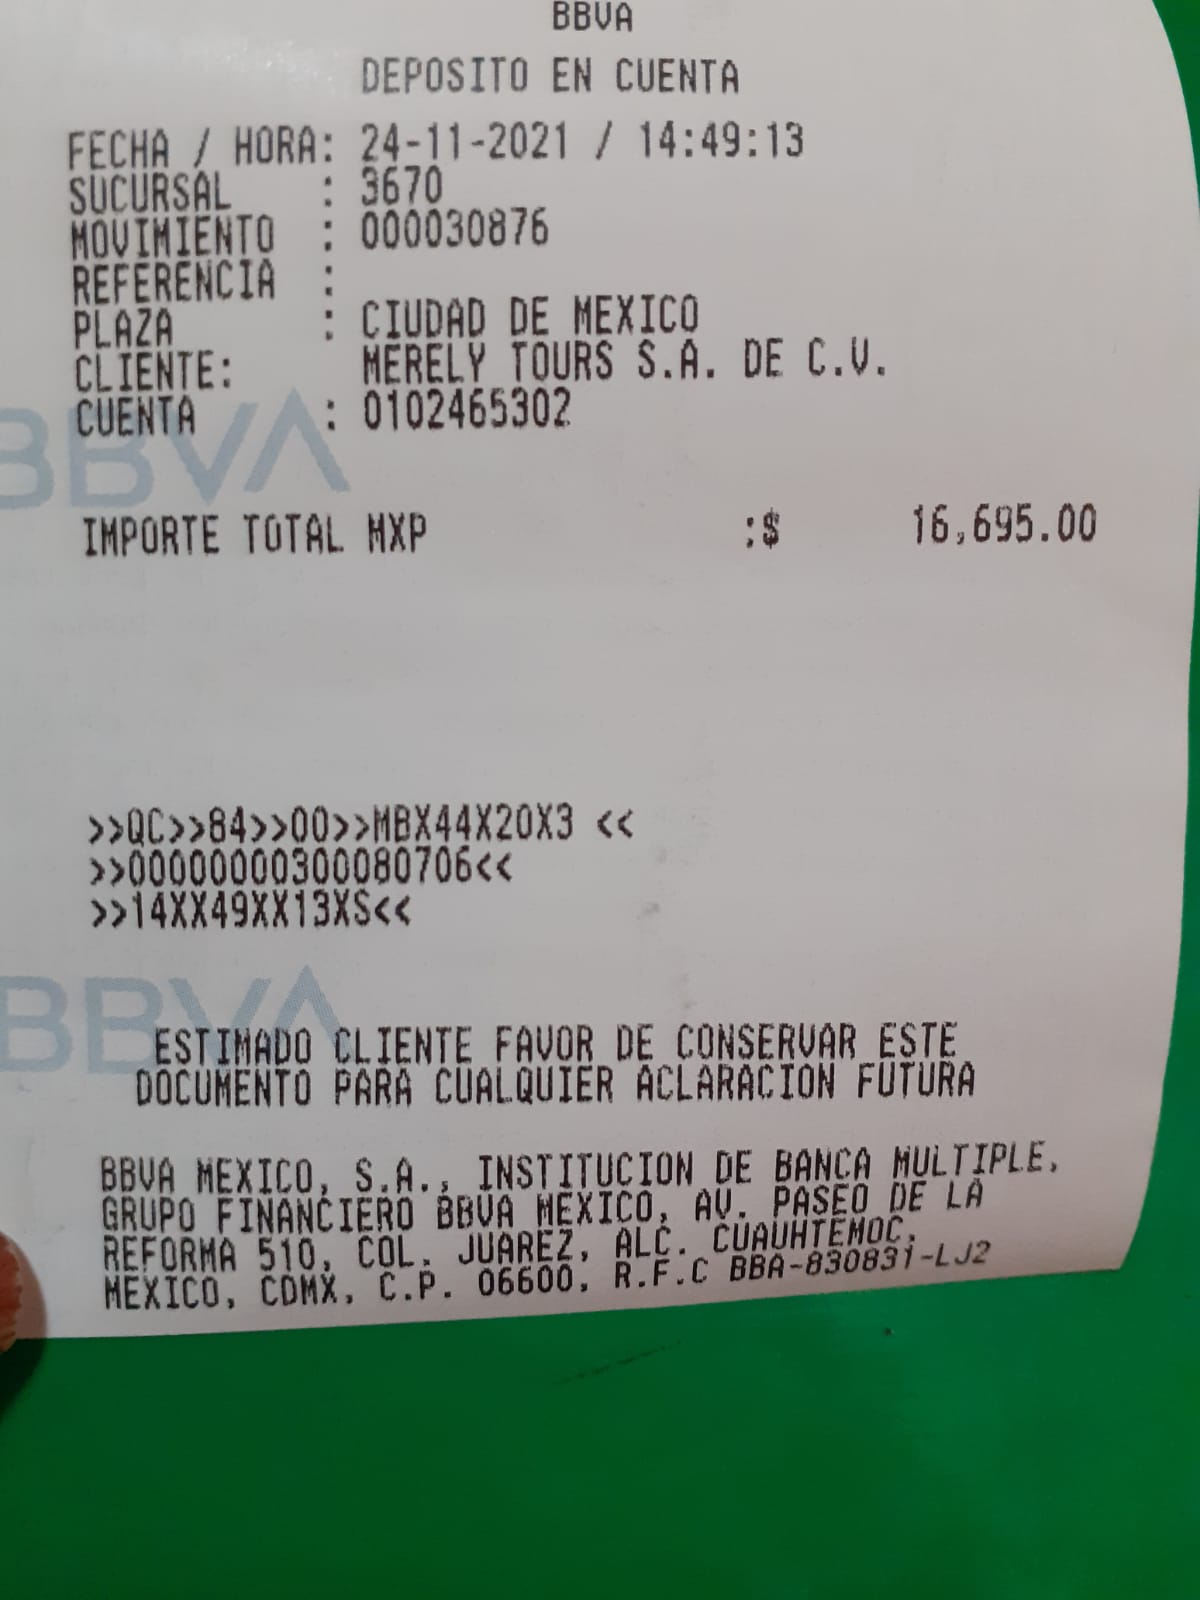 BBVA
DEPOSITO EN CUENTA
FECHA / HORA: 24-11-2021 / 14:49:13
SUCURSAL : 3670
MOVIMIENTO : 000030876
REFERENCIA :
PLAZA : CIUDAD DE MEXICO
CLIENTE: MERELY TOURS S.A. DE C.V.
CUENTA : 0102465302
BBVA
IMPORTE TOTAL MXP :$ 16,695.00
>>QC>>84>>00>>MBX44X20X3 <<
>>00000000300080706<<
>>14XX49XX13XS<<
BBVA
ESTIMADO CLIENTE FAVOR DE CONSERVAR ESTE
DOCUMENTO PARA CUALQUIER ACLARACION FUTURA
BBVA MEXICO, S.A., INSTITUCION DE BANCA MULTIPLE,
GRUPO FINANCIERO BBVA MEXICO, AV. PASEO DE LA
REFORMA 510, COL. JUAREZ, ALC. CUAUHTEMOC,
MEXICO, CDMX, C.P. 06600, R.F.C BBA-830831-LJ2